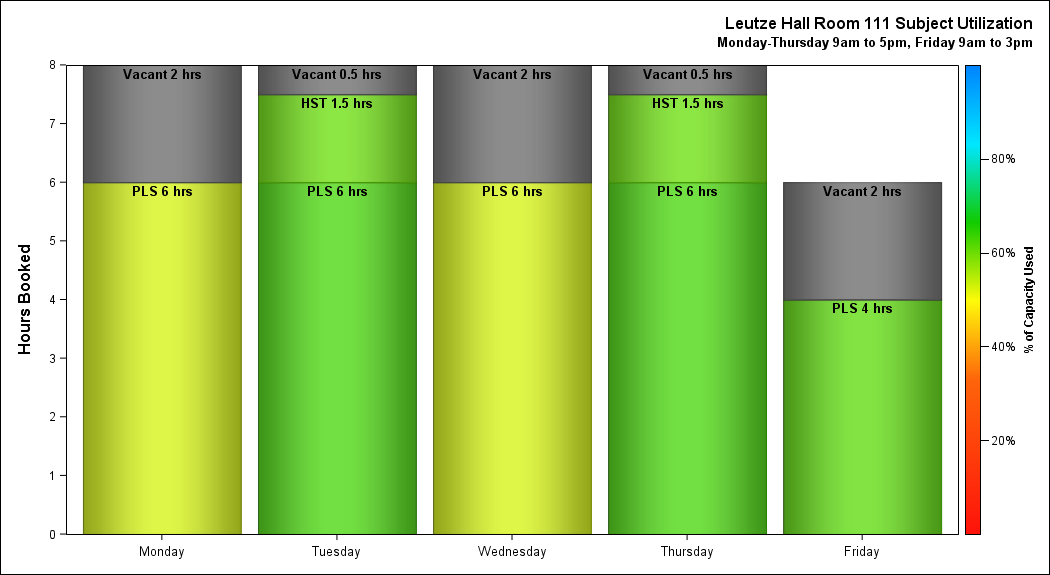 Leutze Hall Room 111 Subject Utilization
Monday-Thursday 9am to 5pm, Friday 9am to 3pm
Hours Booked
8
7
6
5
4
3
2
1
0
Vacant 2 hrs
PLS 6 hrs
Vacant 0.5 hrs
HST 1.5 hrs
PLS 6 hrs
Vacant 2 hrs
PLS 6 hrs
Vacant 0.5 hrs
HST 1.5 hrs
PLS 6 hrs
Vacant 2 hrs
PLS 4 hrs
Monday
Tuesday
Wednesday
Thursday
Friday
80%
60%
40%
20%
% of Capacity Used